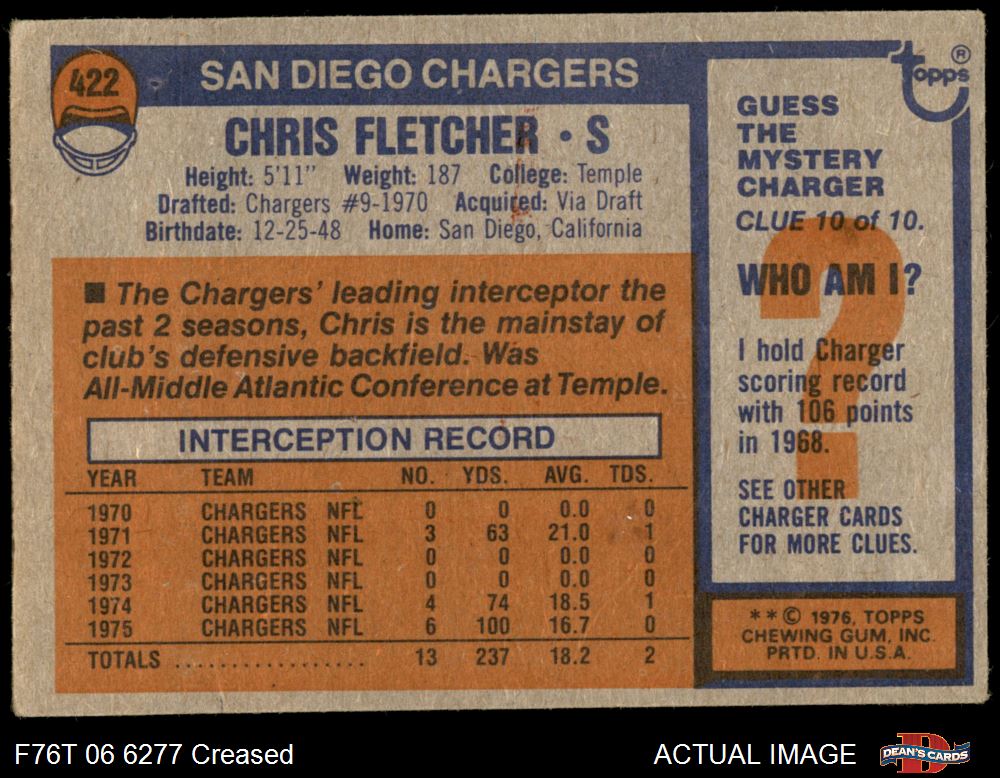 422
SAN DIEGO CHARGERS
CHRIS FLETCHER • S
Height: 5'11" Weight: 187 College: Temple
Drafted: Chargers #9-1970 Acquired: Via Draft
Birthdate: 12-25-48 Home: San Diego, California
■ The Chargers' leading interceptor the
past 2 seasons, Chris is the mainstay of
club's defensive backfield. Was
All-Middle Atlantic Conference at Temple.
INTERCEPTION RECORD
YEAR TEAM NO. YDS. AVG. TDS.
1970 CHARGERS NFL 0 0 0.0 0
1971 CHARGERS NFL 3 63 21.0 1
1972 CHARGERS NFL 0 0 0.0 0
1973 CHARGERS NFL 0 0 0.0 0
1974 CHARGERS NFL 4 74 18.5 1
1975 CHARGERS NFL 6 100 16.7 0
TOTALS .................. 13 237 18.2 2
Topps®
GUESS
THE
MYSTERY
CHARGER
CLUE 10 of 10.
?
WHO AM I?
I hold Charger
scoring record
with 106 points
in 1968.
SEE OTHER
CHARGER CARDS
FOR MORE CLUES.
**© 1976, TOPPS
CHEWING GUM, INC.
PRTD. IN U.S.A.
F76T 06 6277 Creased
ACTUAL IMAGE
D
DEAN'S CARDS